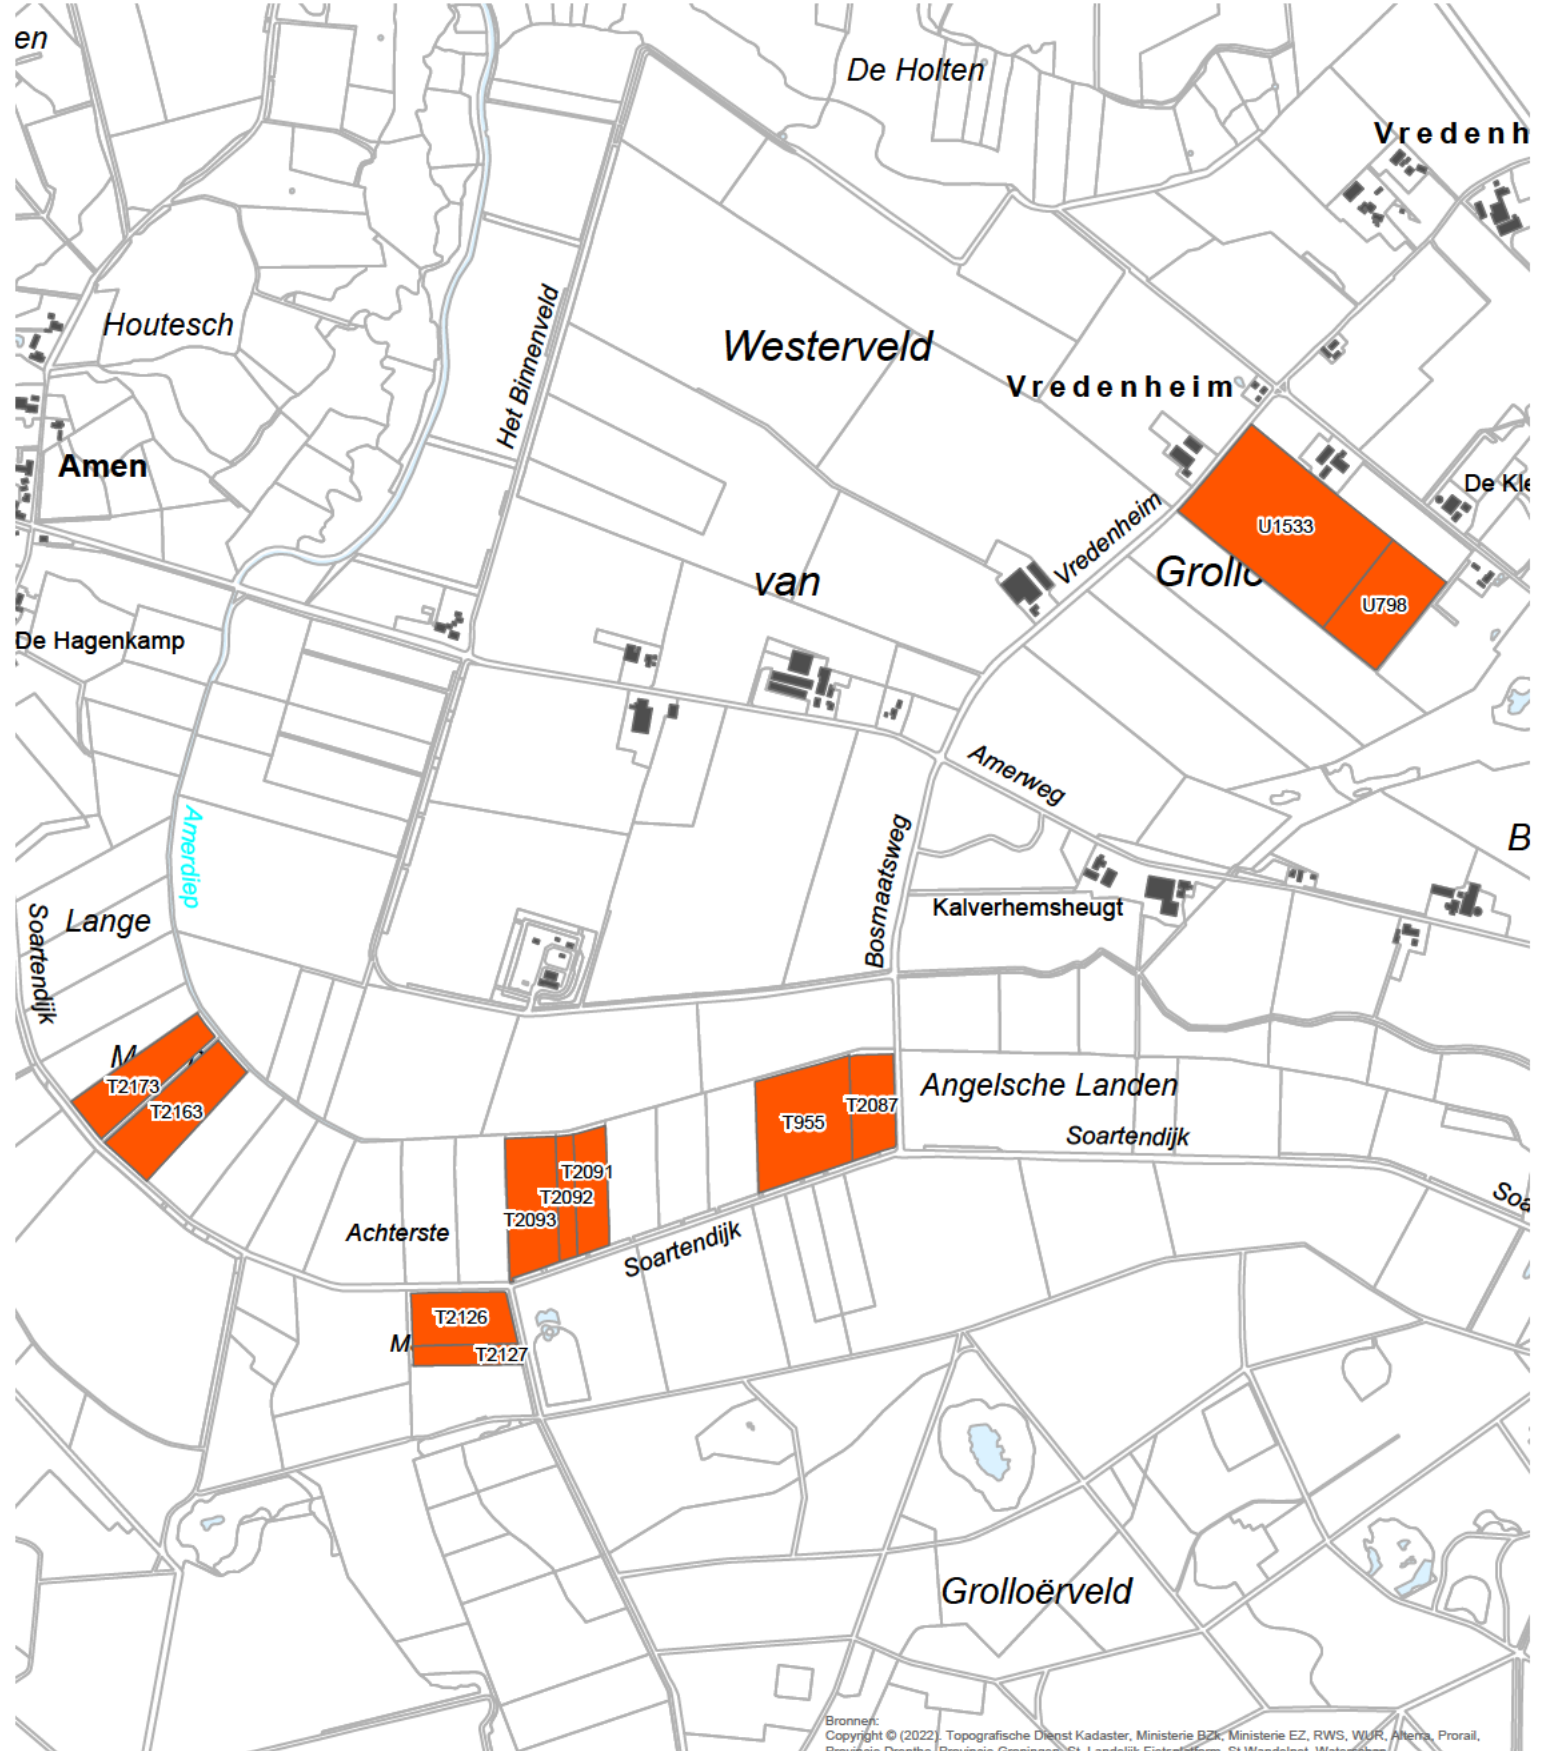 en
De Holten
Vredenh
Houtesch
Het Binnenveld
Westerveld
Vredenheim
Amen
De Kle
Vredenheim
U1533
van
Grollo
U798
De Hagenkamp
Amerweg
Amerdiep
Bosmaatsweg
B
Kalverhemsheugt
Soartendijk
Lange
M
T2173
T2163
Angelsche Landen
T2087
T955
Soartendijk
T2091
T2092
T2093
Soa
Achterste
Soartendijk
T2126
M
T2127
Grolloërveld
Bronnen:
Copyright © (2022). Topografische Dienst Kadaster, Ministerie BZK, Ministerie EZ, RWS, WUR, Alterra, Prorail,